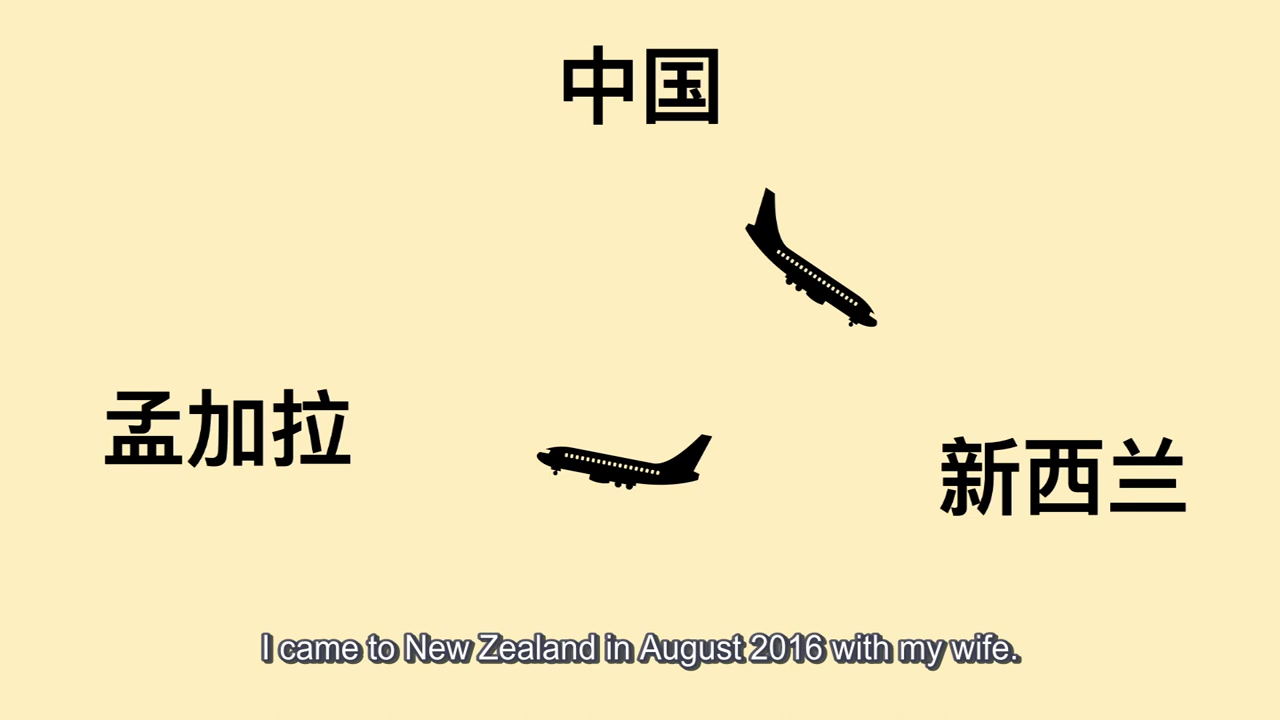 中国
孟加拉
新西兰
I came to New Zealand in August 2016 with my wife.